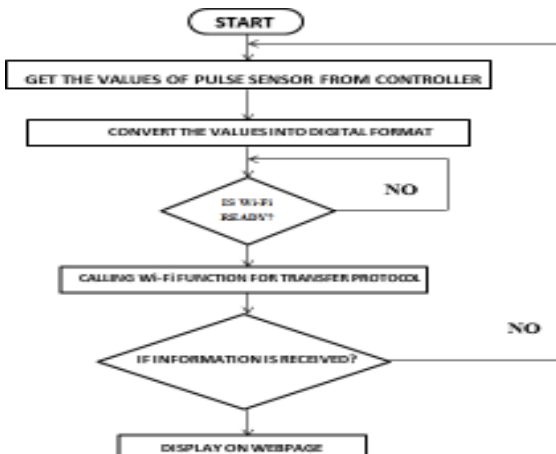 START
GET THE VALUES OF PULSE SENSOR FROM CONTROLLER
CONVERT THE VALUES INTO DIGITAL FORMAT
IS Wi-Fi
READY?
NO
CALLING Wi-Fi FUNCTION FOR TRANSFER PROTOCOL
NO
IF INFORMATION IS RECEIVED?
DISPLAY ON WEBPAGE